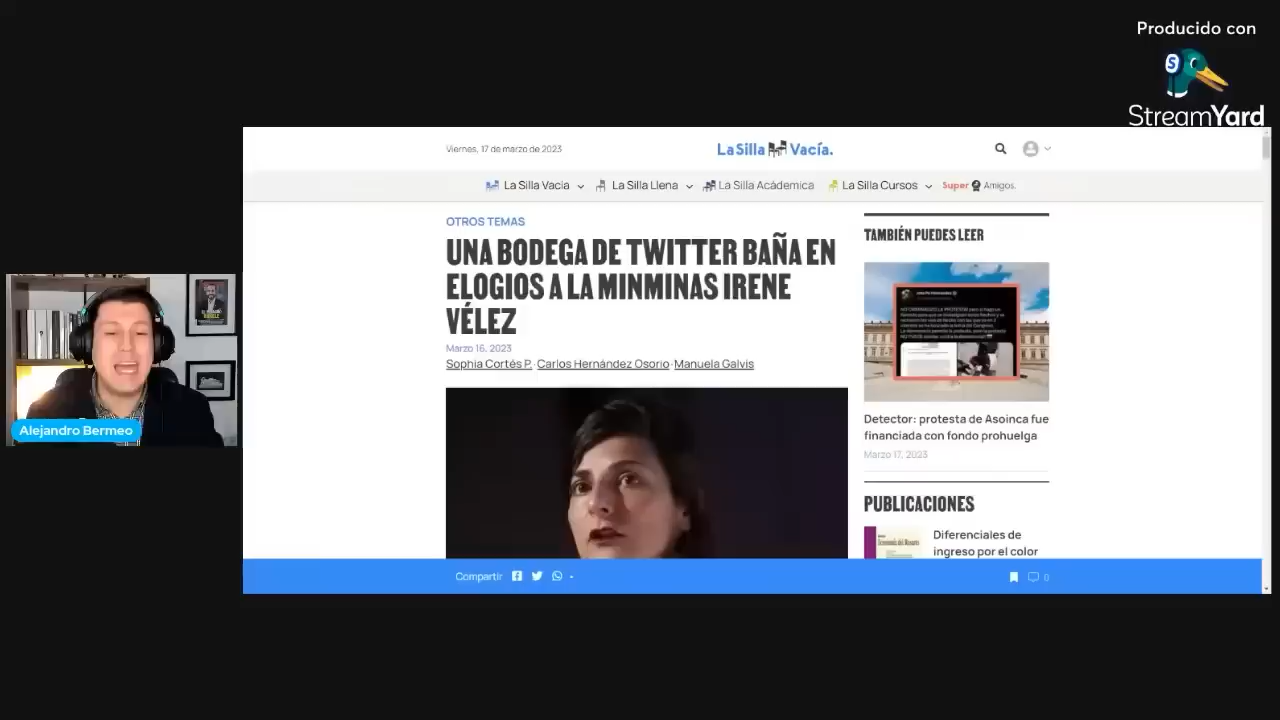 Producido con
StreamYard
Viernes, 17 de marzo de 2023
La Silla Vacía.
La Silla Vacía
La Silla Llena
La Silla Académica
La Silla Cursos
Super Amigos.
OTROS TEMAS
UNA BODEGA DE TWITTER BAÑA EN
ELOGIOS A LA MINMINAS IRENE
VÉLEZ
Marzo 16, 2023
Sophia Cortés P. · Carlos Hernández Osorio · Manuela Galvis
TAMBIÉN PUEDES LEER
Detector: protesta de Asoinca fue
financiada con fondo prohuelga
Marzo 17, 2023
PUBLICACIONES
Diferenciales de
ingreso por el color
Alejandro Bermeo
Compartir
0